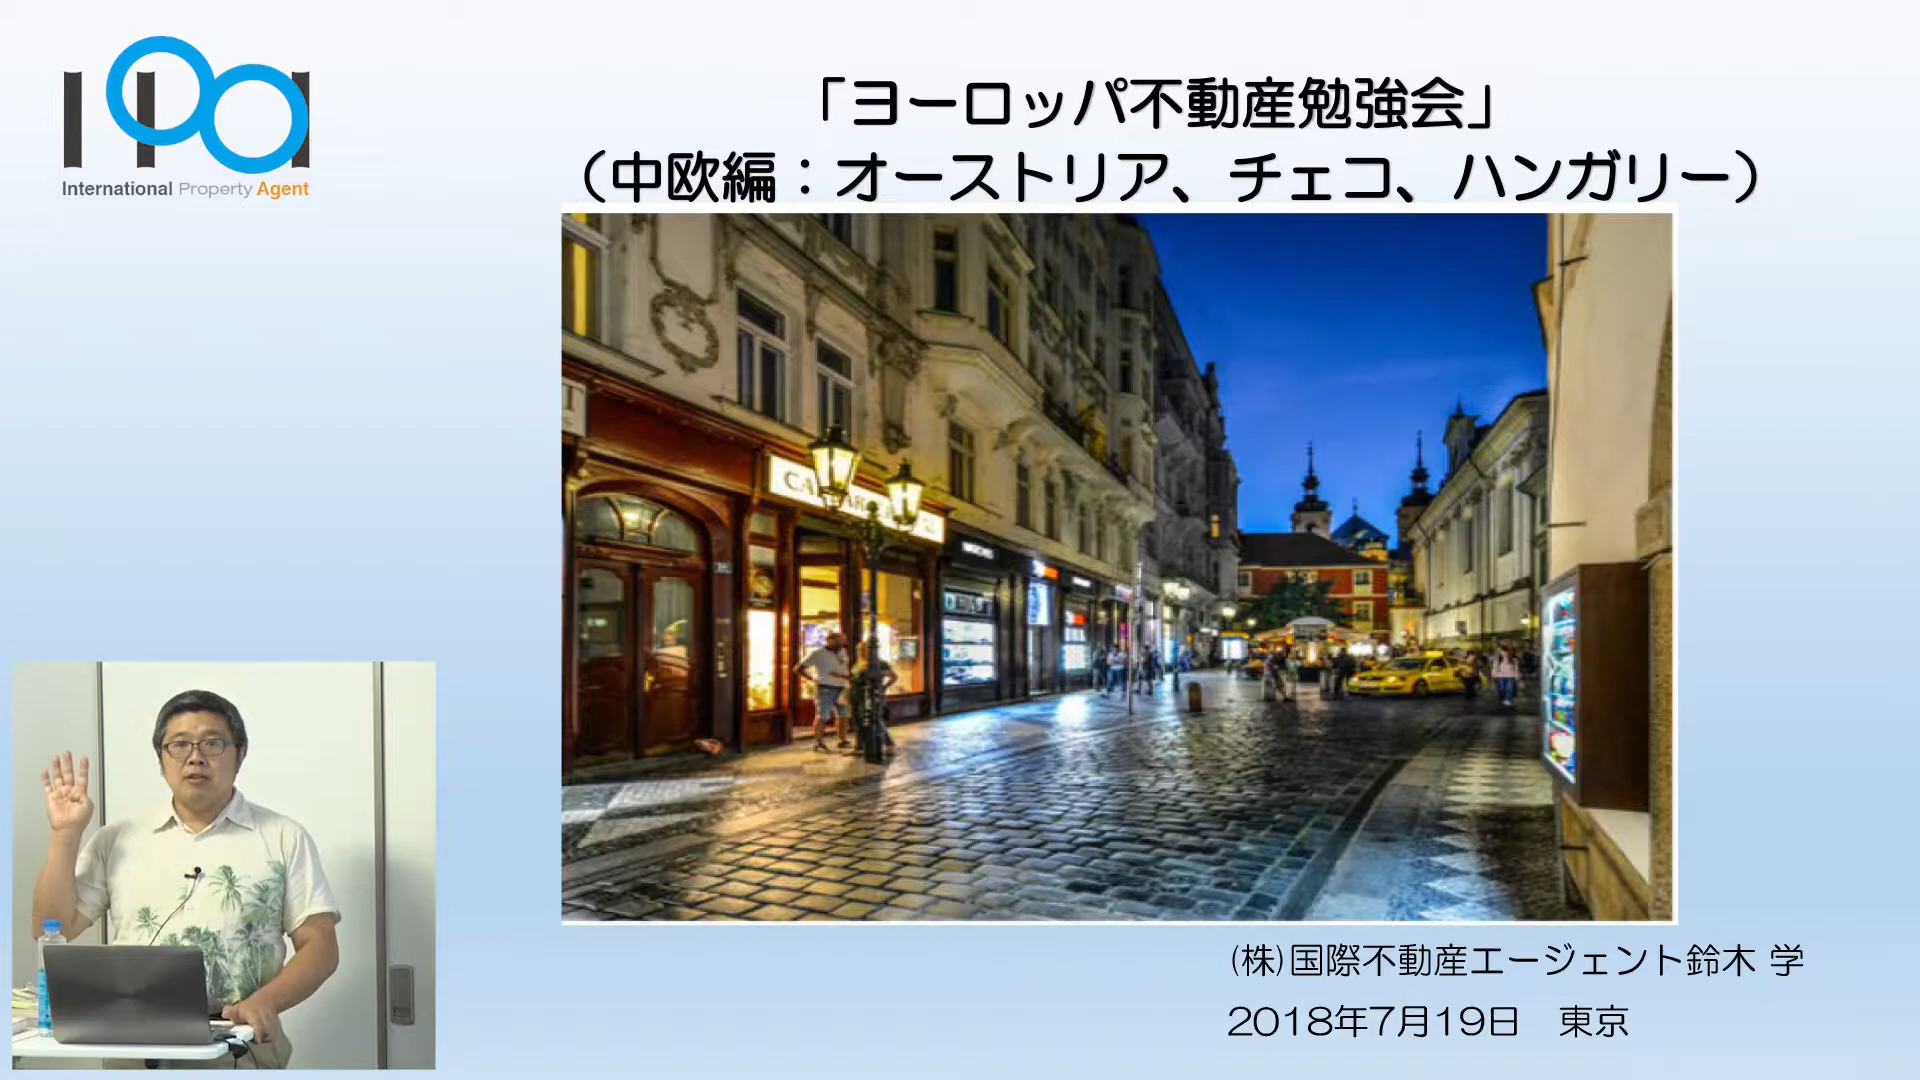 IPA
International Property Agent
「ヨーロッパ不動産勉強会」
（中欧編：オーストリア、チェコ、ハンガリー）
(株)国際不動産エージェント鈴木 学
2018年7月19日　東京